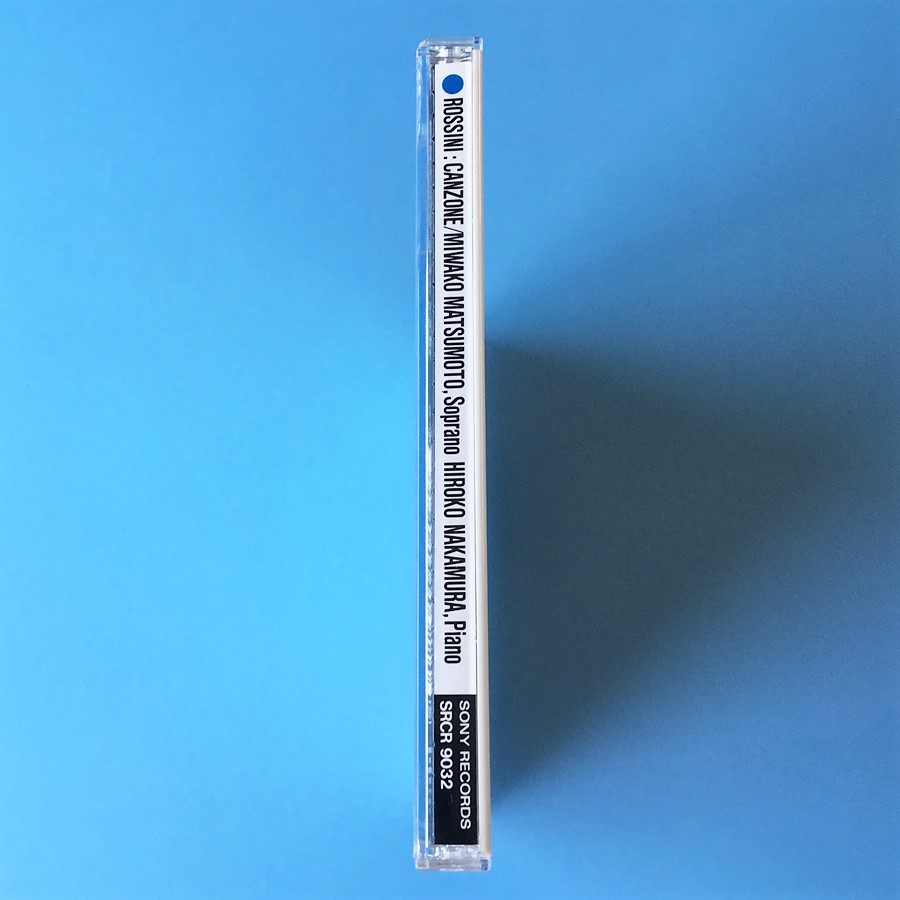 ROSSINI : CANZONE/MIWAKO MATSUMOTO, Soprano HIROKO NAKAMURA, Piano
SONY RECORDS
SRCR 9032